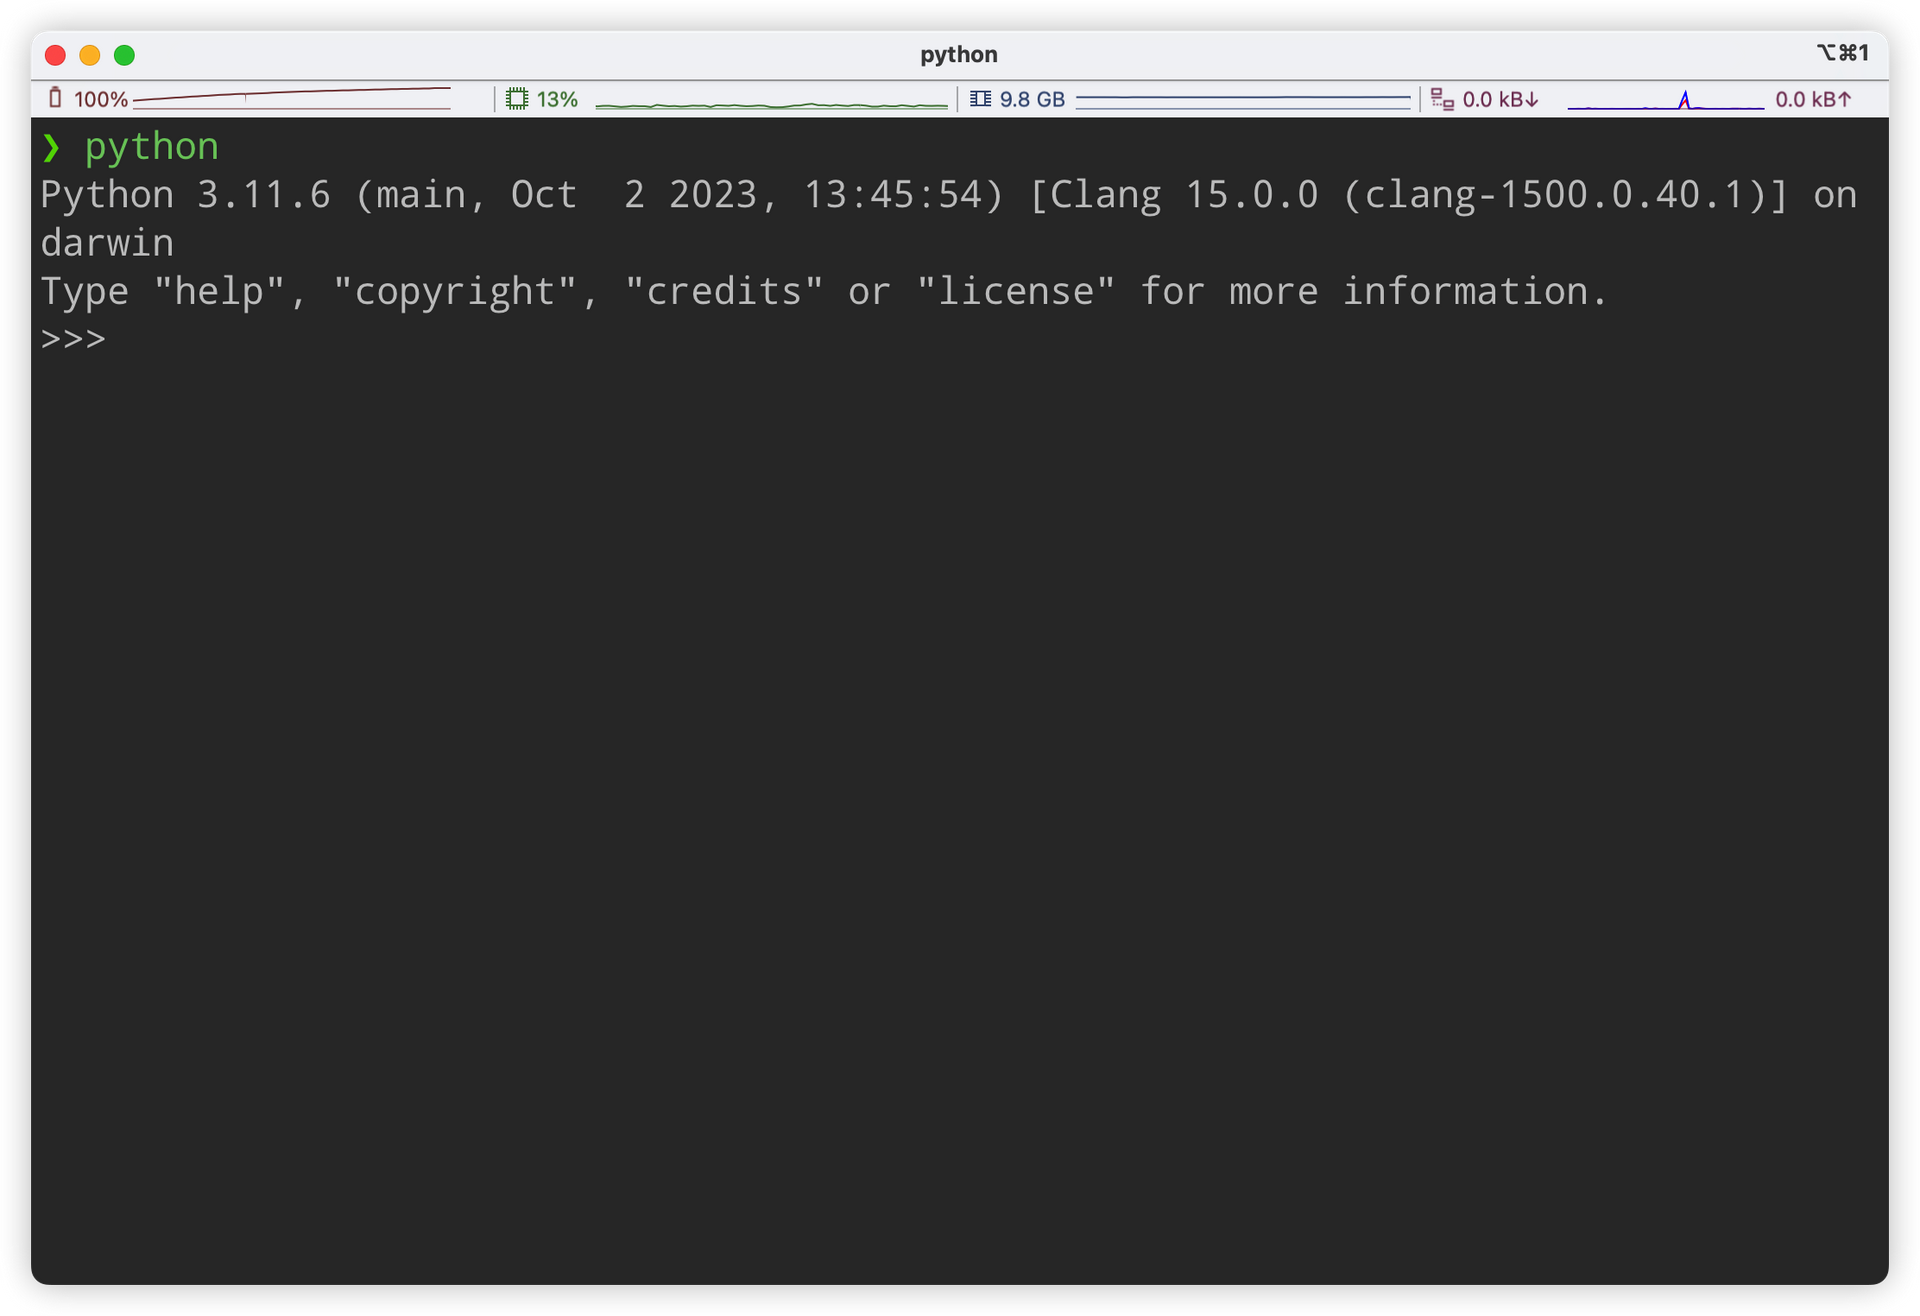 python
⌥⌘1
100% 13% 9.8 GB 0.0 kB↓ 0.0 kB↑
❯ python
Python 3.11.6 (main, Oct  2 2023, 13:45:54) [Clang 15.0.0 (clang-1500.0.40.1)] on
darwin
Type "help", "copyright", "credits" or "license" for more information.
>>>